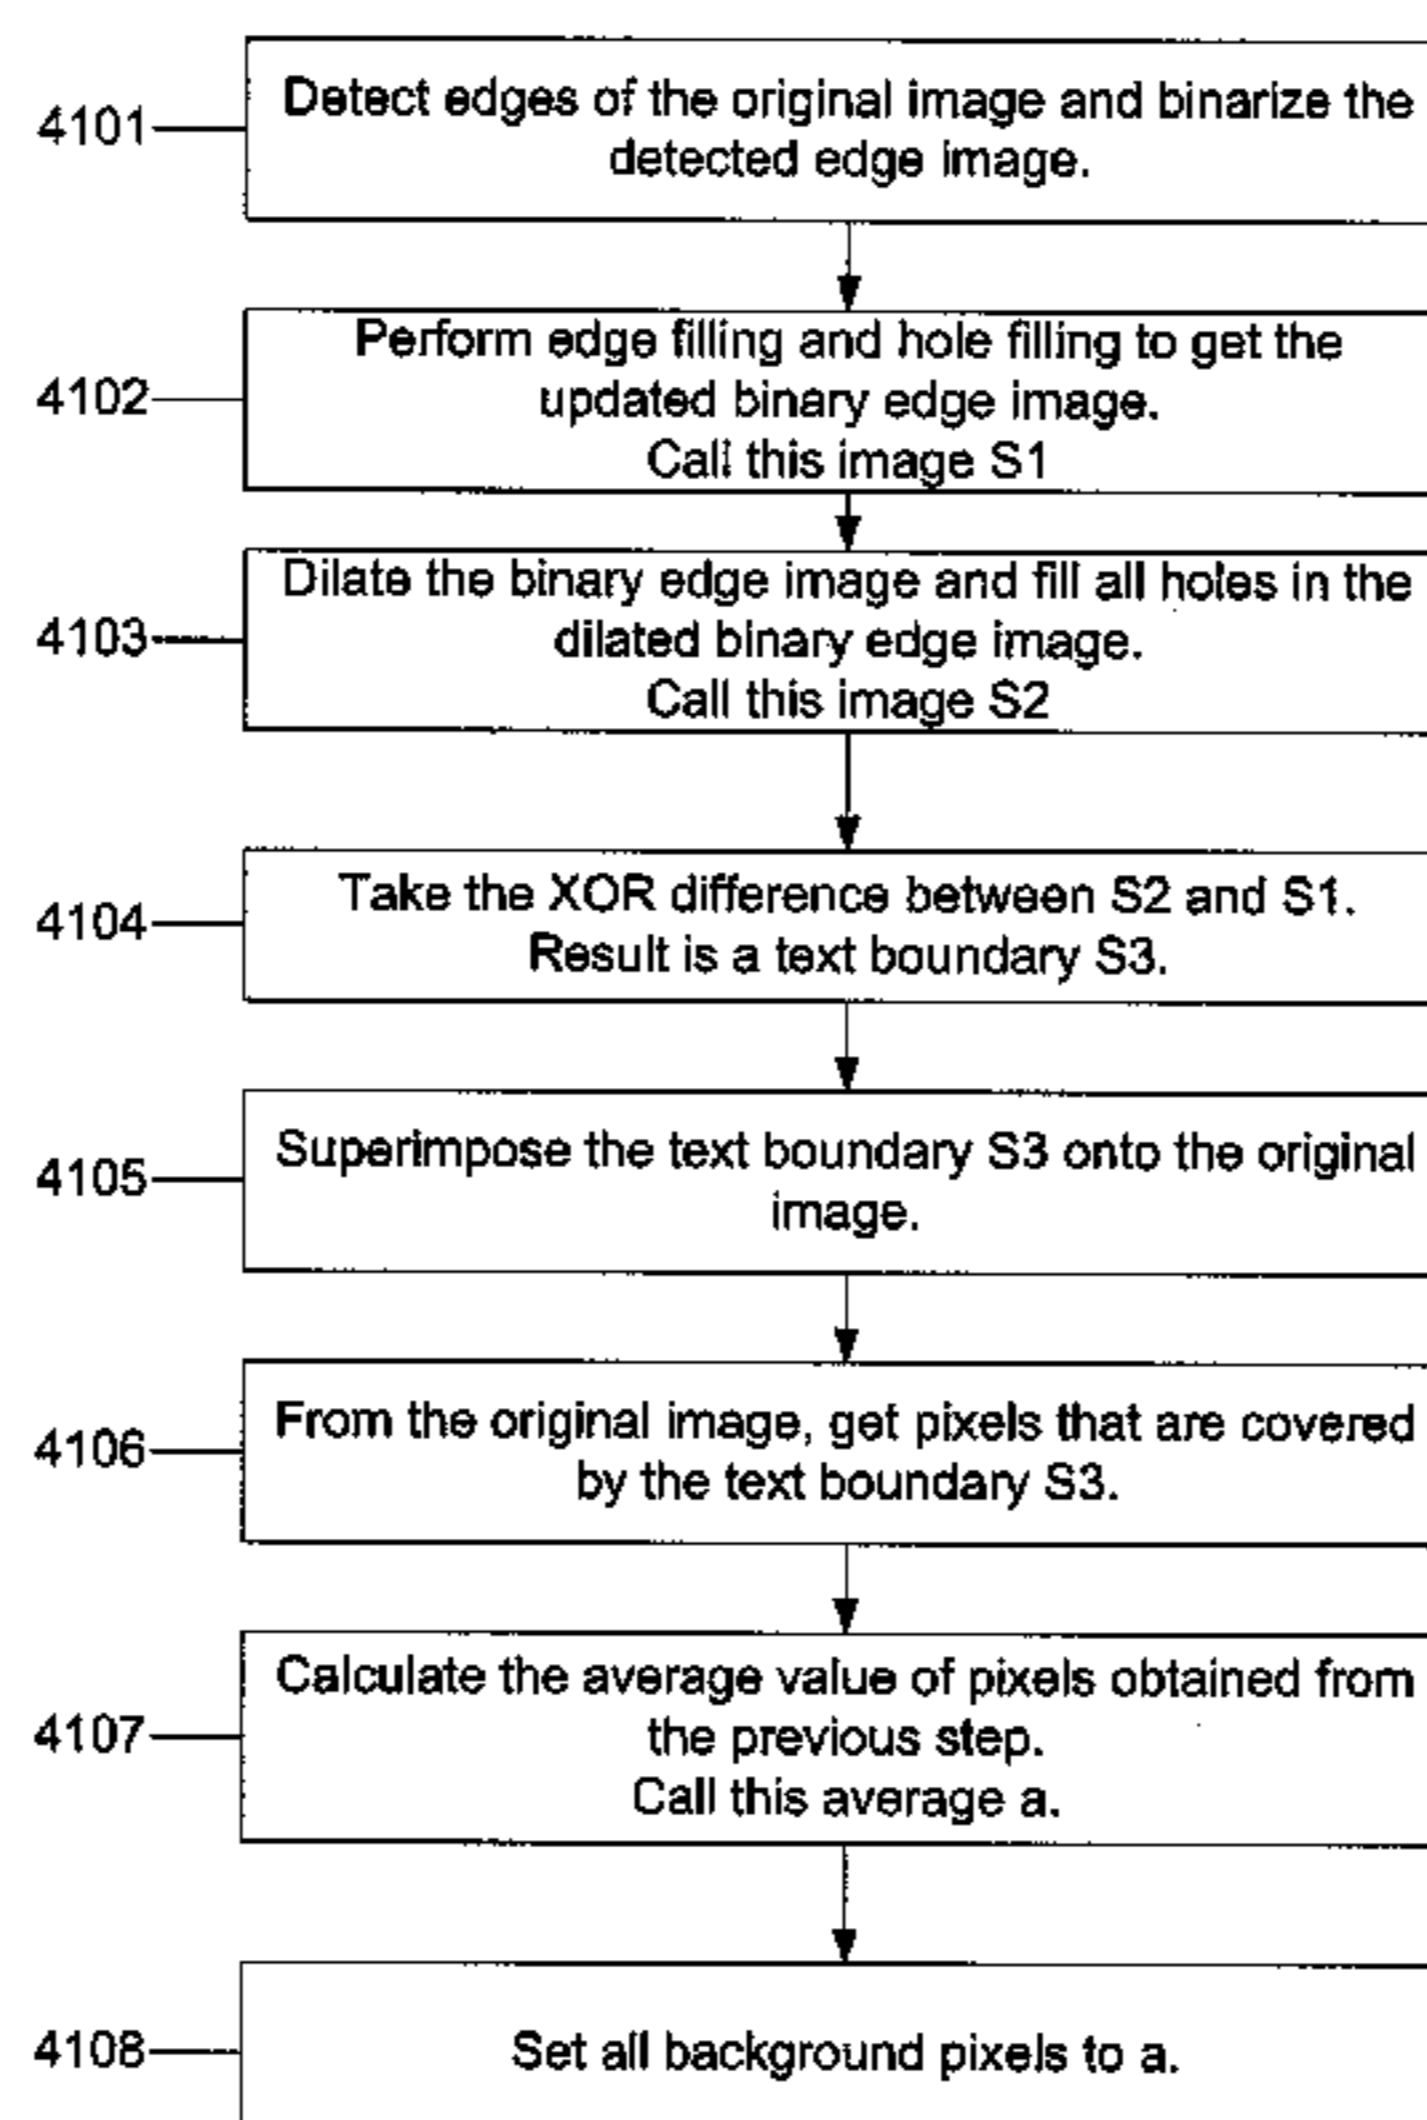 4101
Detect edges of the original image and binarize the
detected edge image.
4102
Perform edge filling and hole filling to get the
updated binary edge image.
Call this image S1
4103
Dilate the binary edge image and fill all holes in the
dilated binary edge image.
Call this image S2
4104
Take the XOR difference between S2 and S1.
Result is a text boundary S3.
4105
Superimpose the text boundary S3 onto the original
image.
4106
From the original image, get pixels that are covered
by the text boundary S3.
4107
Calculate the average value of pixels obtained from
the previous step.
Call this average a.
4108
Set all background pixels to a.